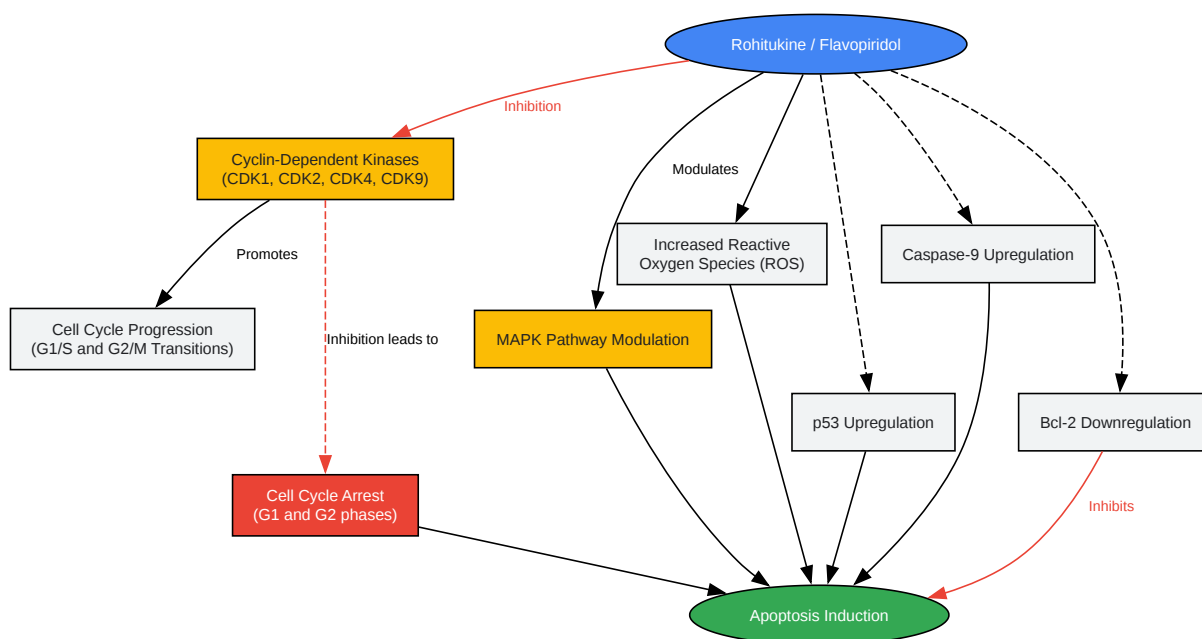 Rohitukine / Flavopiridol
Inhibition
Cyclin-Dependent Kinases
(CDK1, CDK2, CDK4, CDK9)
Modulates
Increased Reactive
Oxygen Species (ROS)
Caspase-9 Upregulation
Promotes
Cell Cycle Progression
(G1/S and G2/M Transitions)
Inhibition leads to
MAPK Pathway Modulation
p53 Upregulation
Bcl-2 Downregulation
Cell Cycle Arrest
(G1 and G2 phases)
Inhibits
Apoptosis Induction